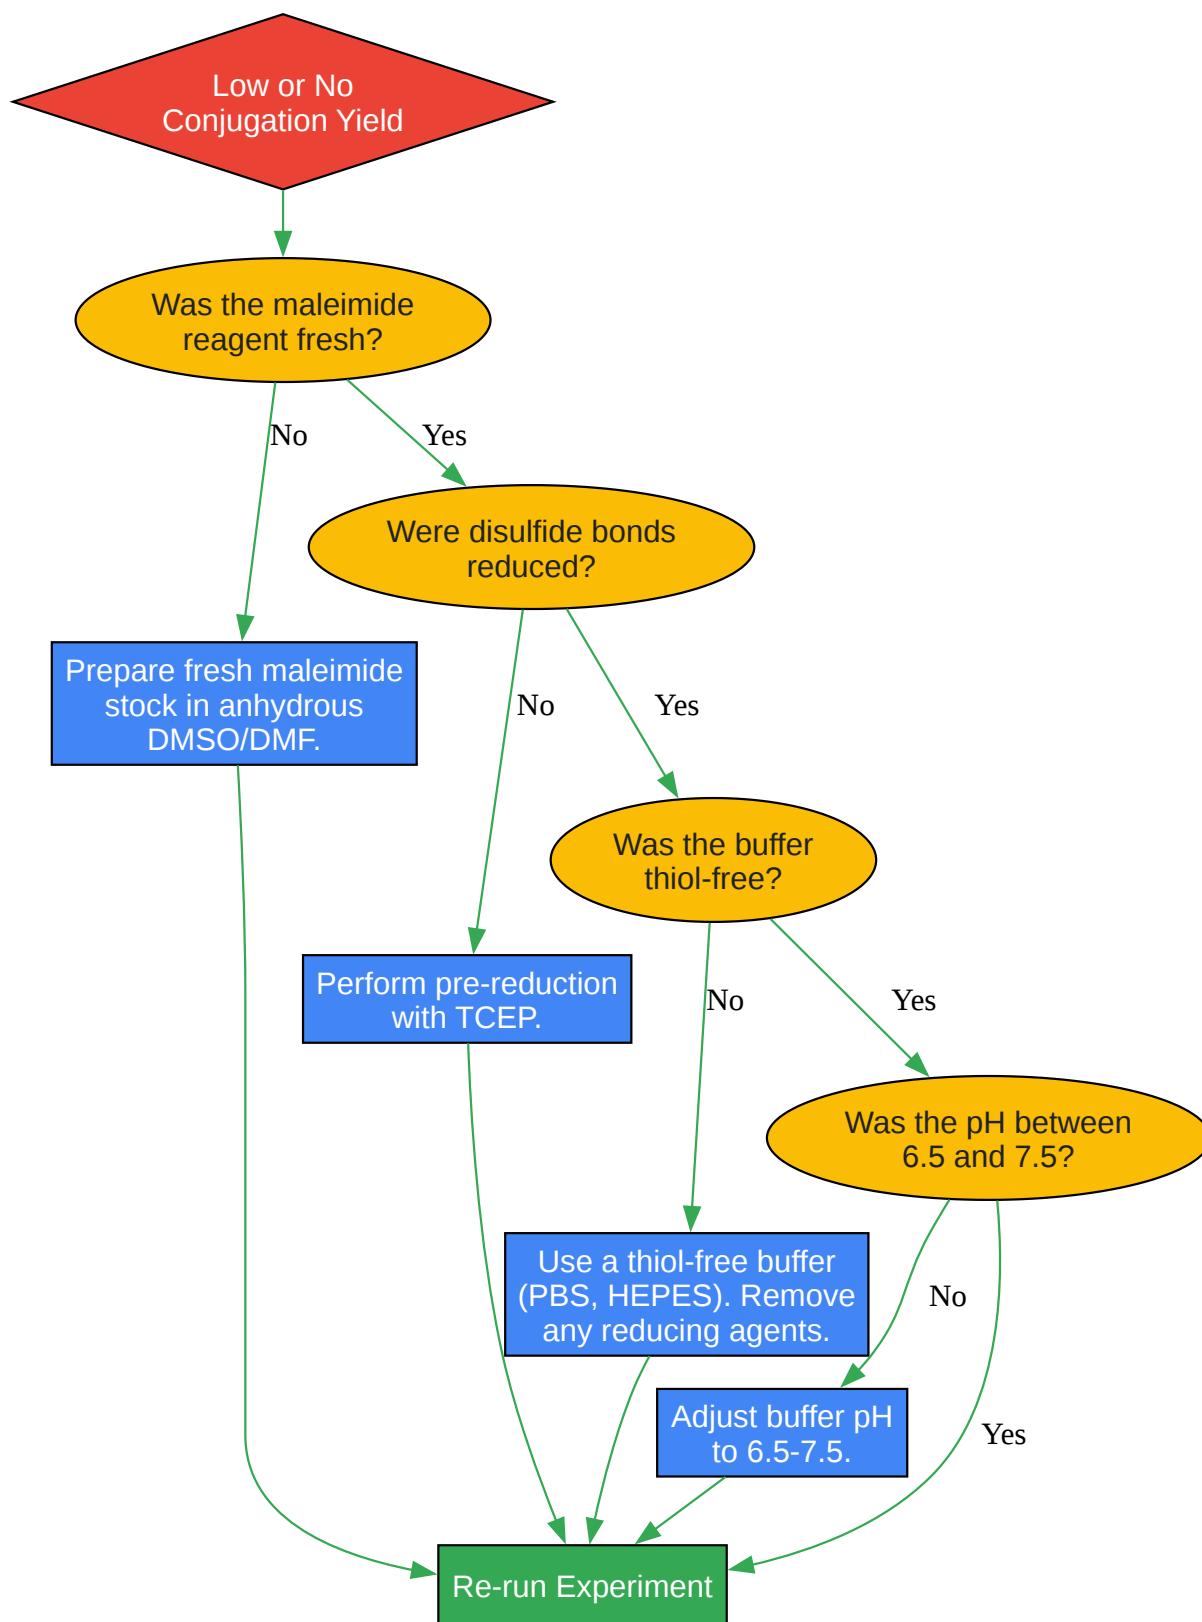 Low or No
Conjugation Yield
Was the maleimide
reagent fresh?
No
Yes
Were disulfide bonds
reduced?
Prepare fresh maleimide
stock in anhydrous
DMSO/DMF.
No
Yes
Was the buffer
thiol-free?
Perform pre-reduction
with TCEP.
No
Yes
Was the pH between
6.5 and 7.5?
Use a thiol-free buffer
(PBS, HEPES). Remove
any reducing agents.
No
Adjust buffer pH
to 6.5-7.5.
Yes
Re-run Experiment